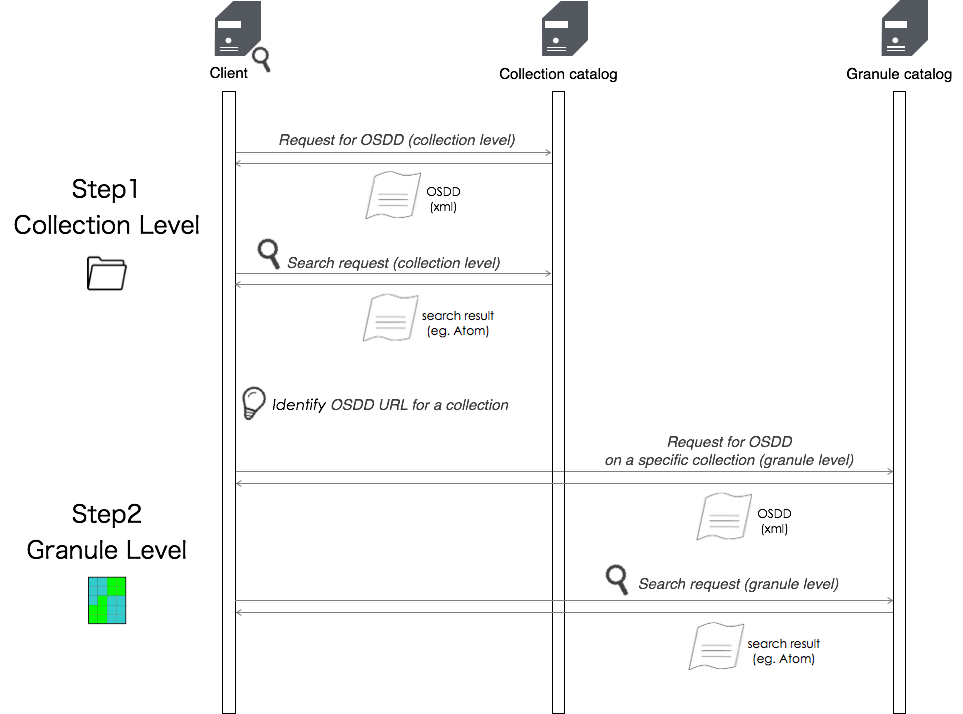 Client
Collection catalog
Granule catalog
Request for OSDD (collection level)
OSDD
(xml)
Step1
Collection Level
Search request (collection level)
search result
(eg. Atom)
Identify OSDD URL for a collection
Request for OSDD
on a specific collection (granule level)
OSDD
(xml)
Step2
Granule Level
Search request (granule level)
search result
(eg. Atom)